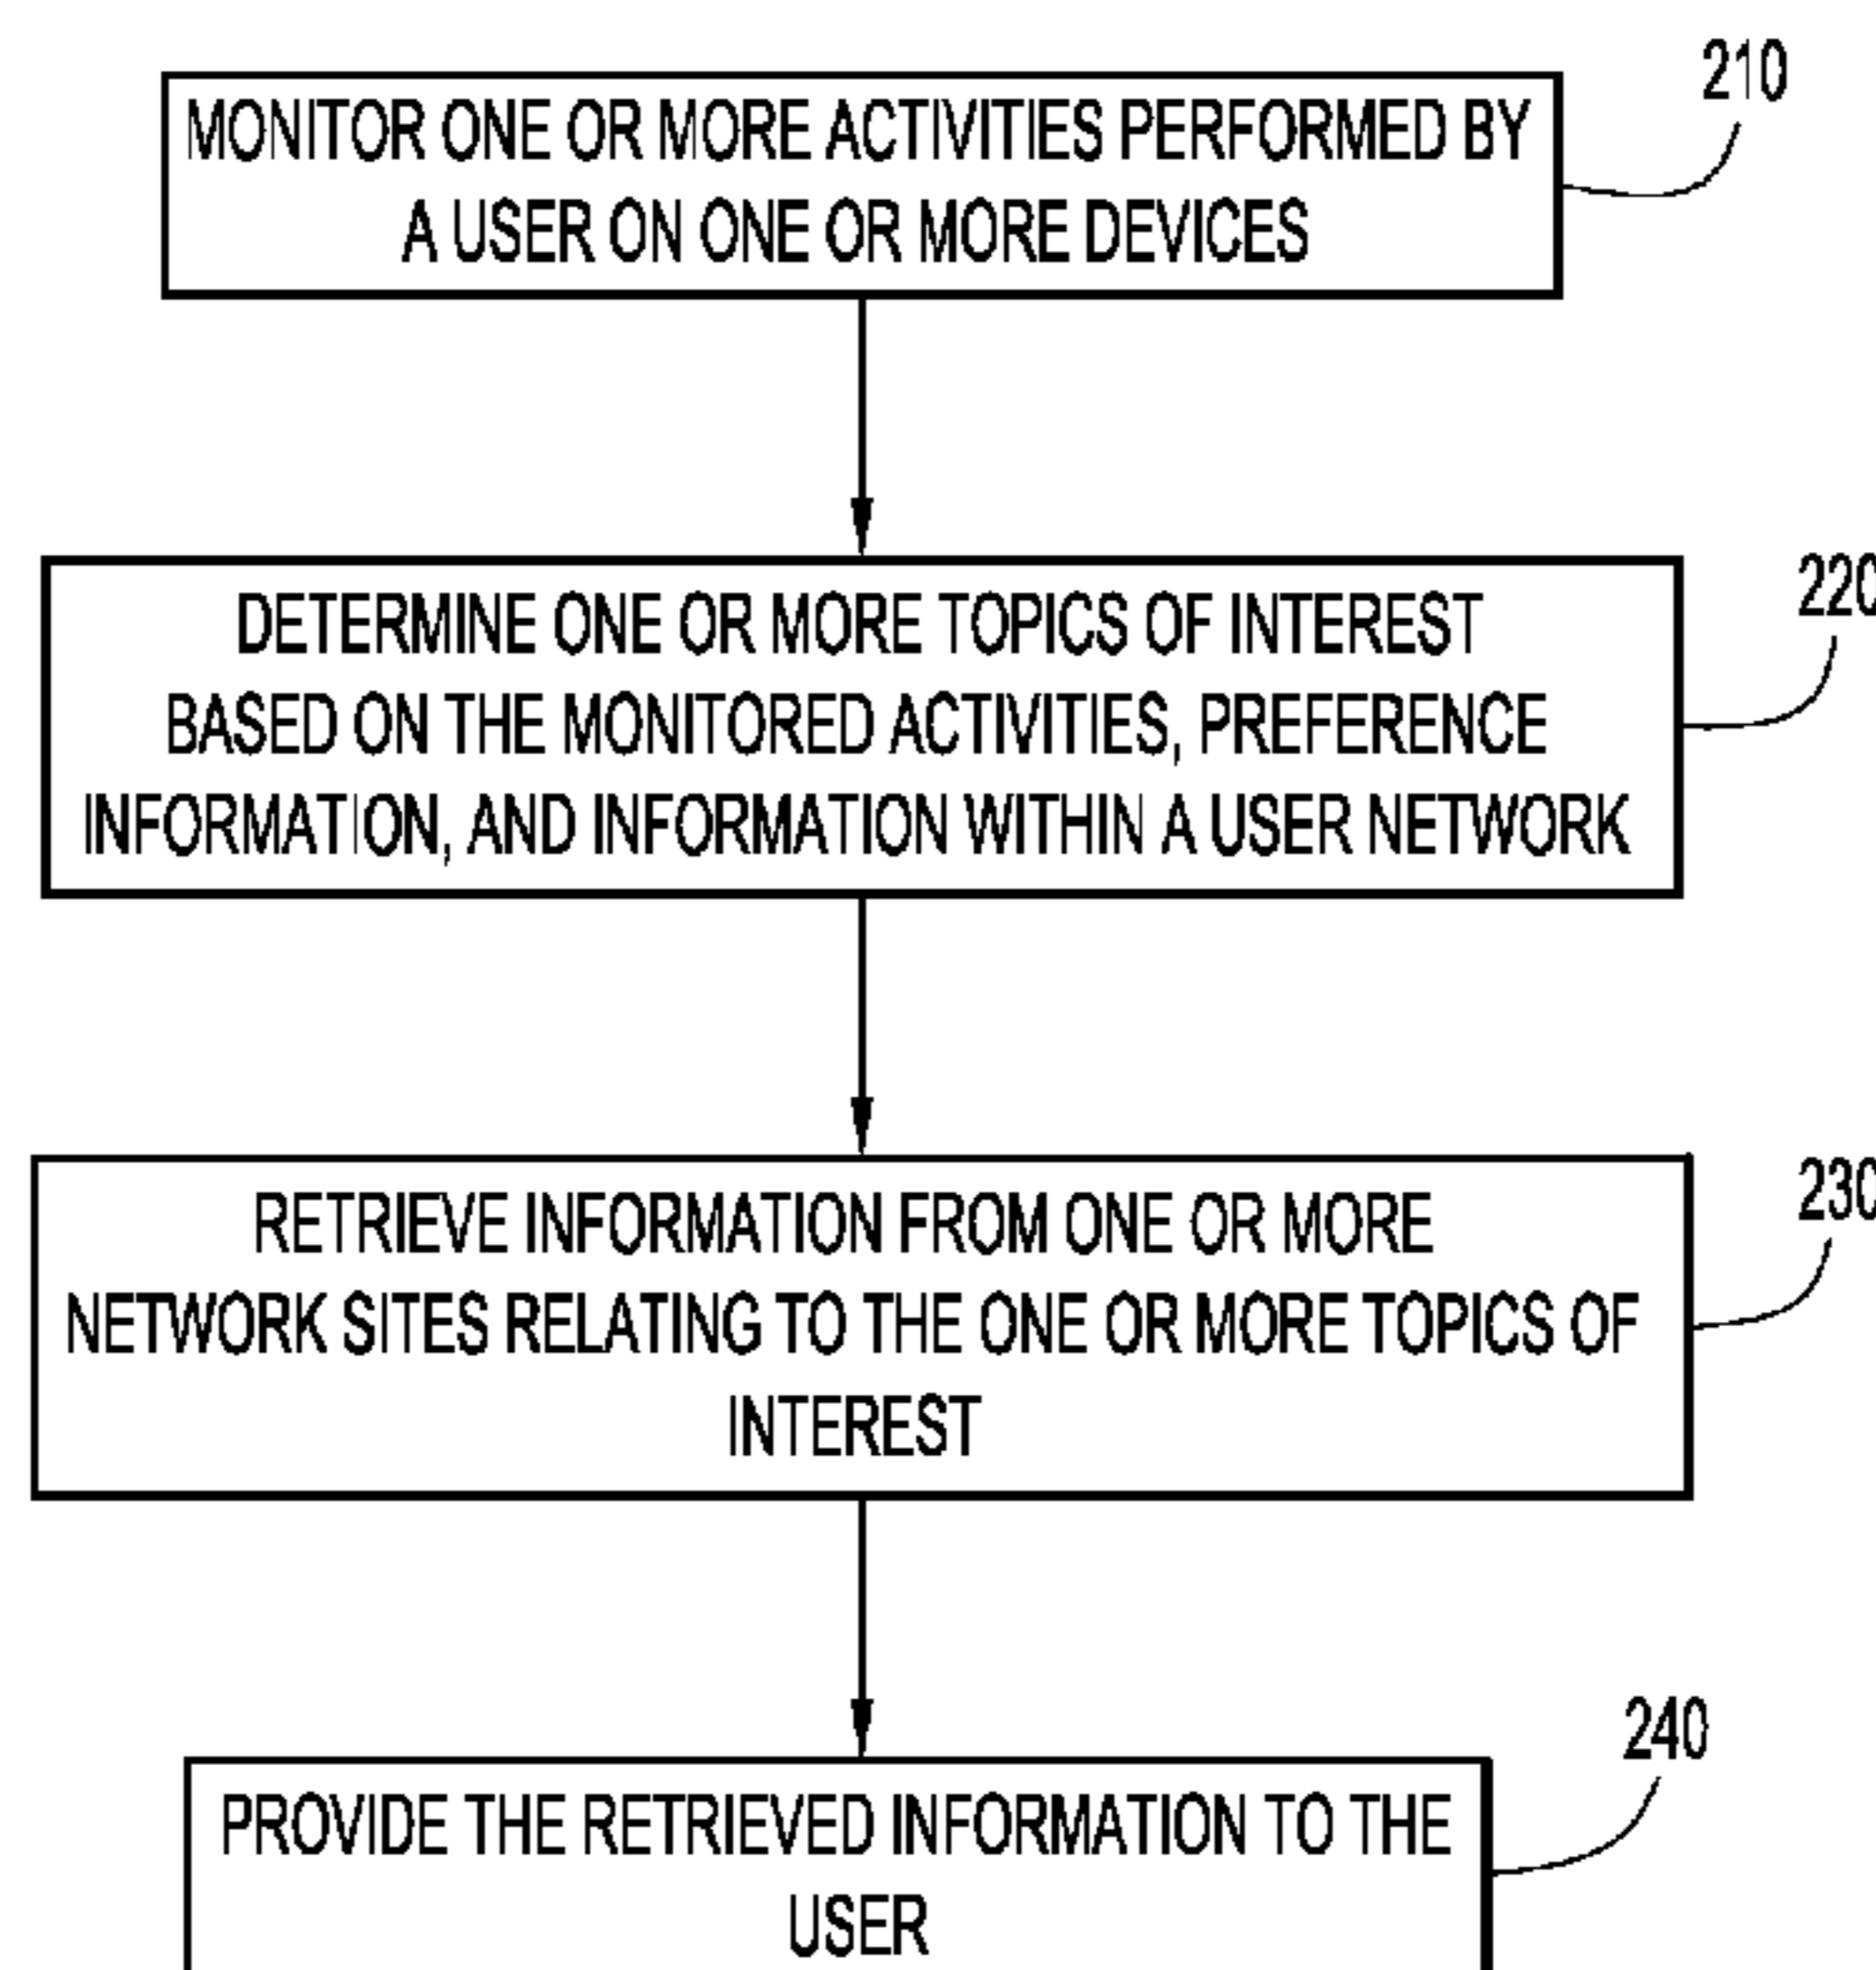 210
MONITOR ONE OR MORE ACTIVITIES PERFORMED BY
A USER ON ONE OR MORE DEVICES
220
DETERMINE ONE OR MORE TOPICS OF INTEREST
BASED ON THE MONITORED ACTIVITIES, PREFERENCE
INFORMATION, AND INFORMATION WITHIN A USER NETWORK
230
RETRIEVE INFORMATION FROM ONE OR MORE
NETWORK SITES RELATING TO THE ONE OR MORE TOPICS OF
INTEREST
240
PROVIDE THE RETRIEVED INFORMATION TO THE
USER